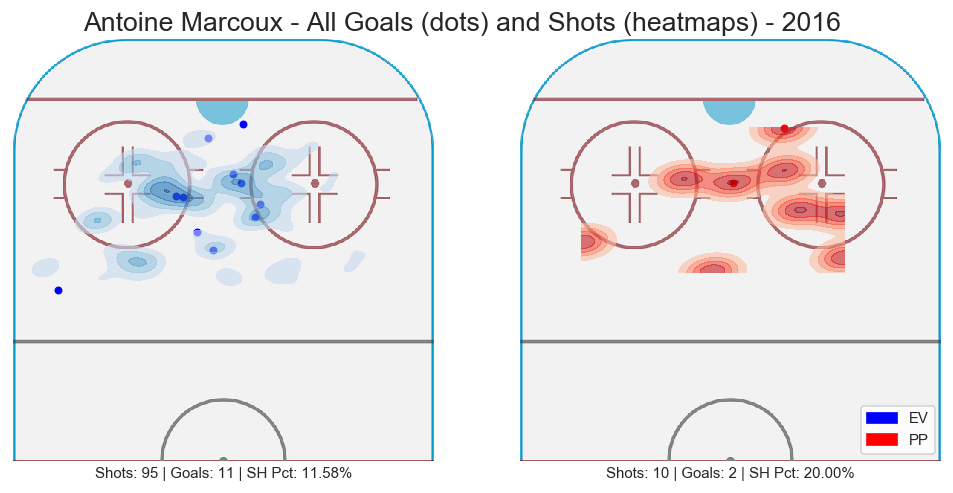 Antoine Marcoux - All Goals (dots) and Shots (heatmaps) - 2016
EV
PP
Shots: 95 | Goals: 11 | SH Pct: 11.58%
Shots: 10 | Goals: 2 | SH Pct: 20.00%